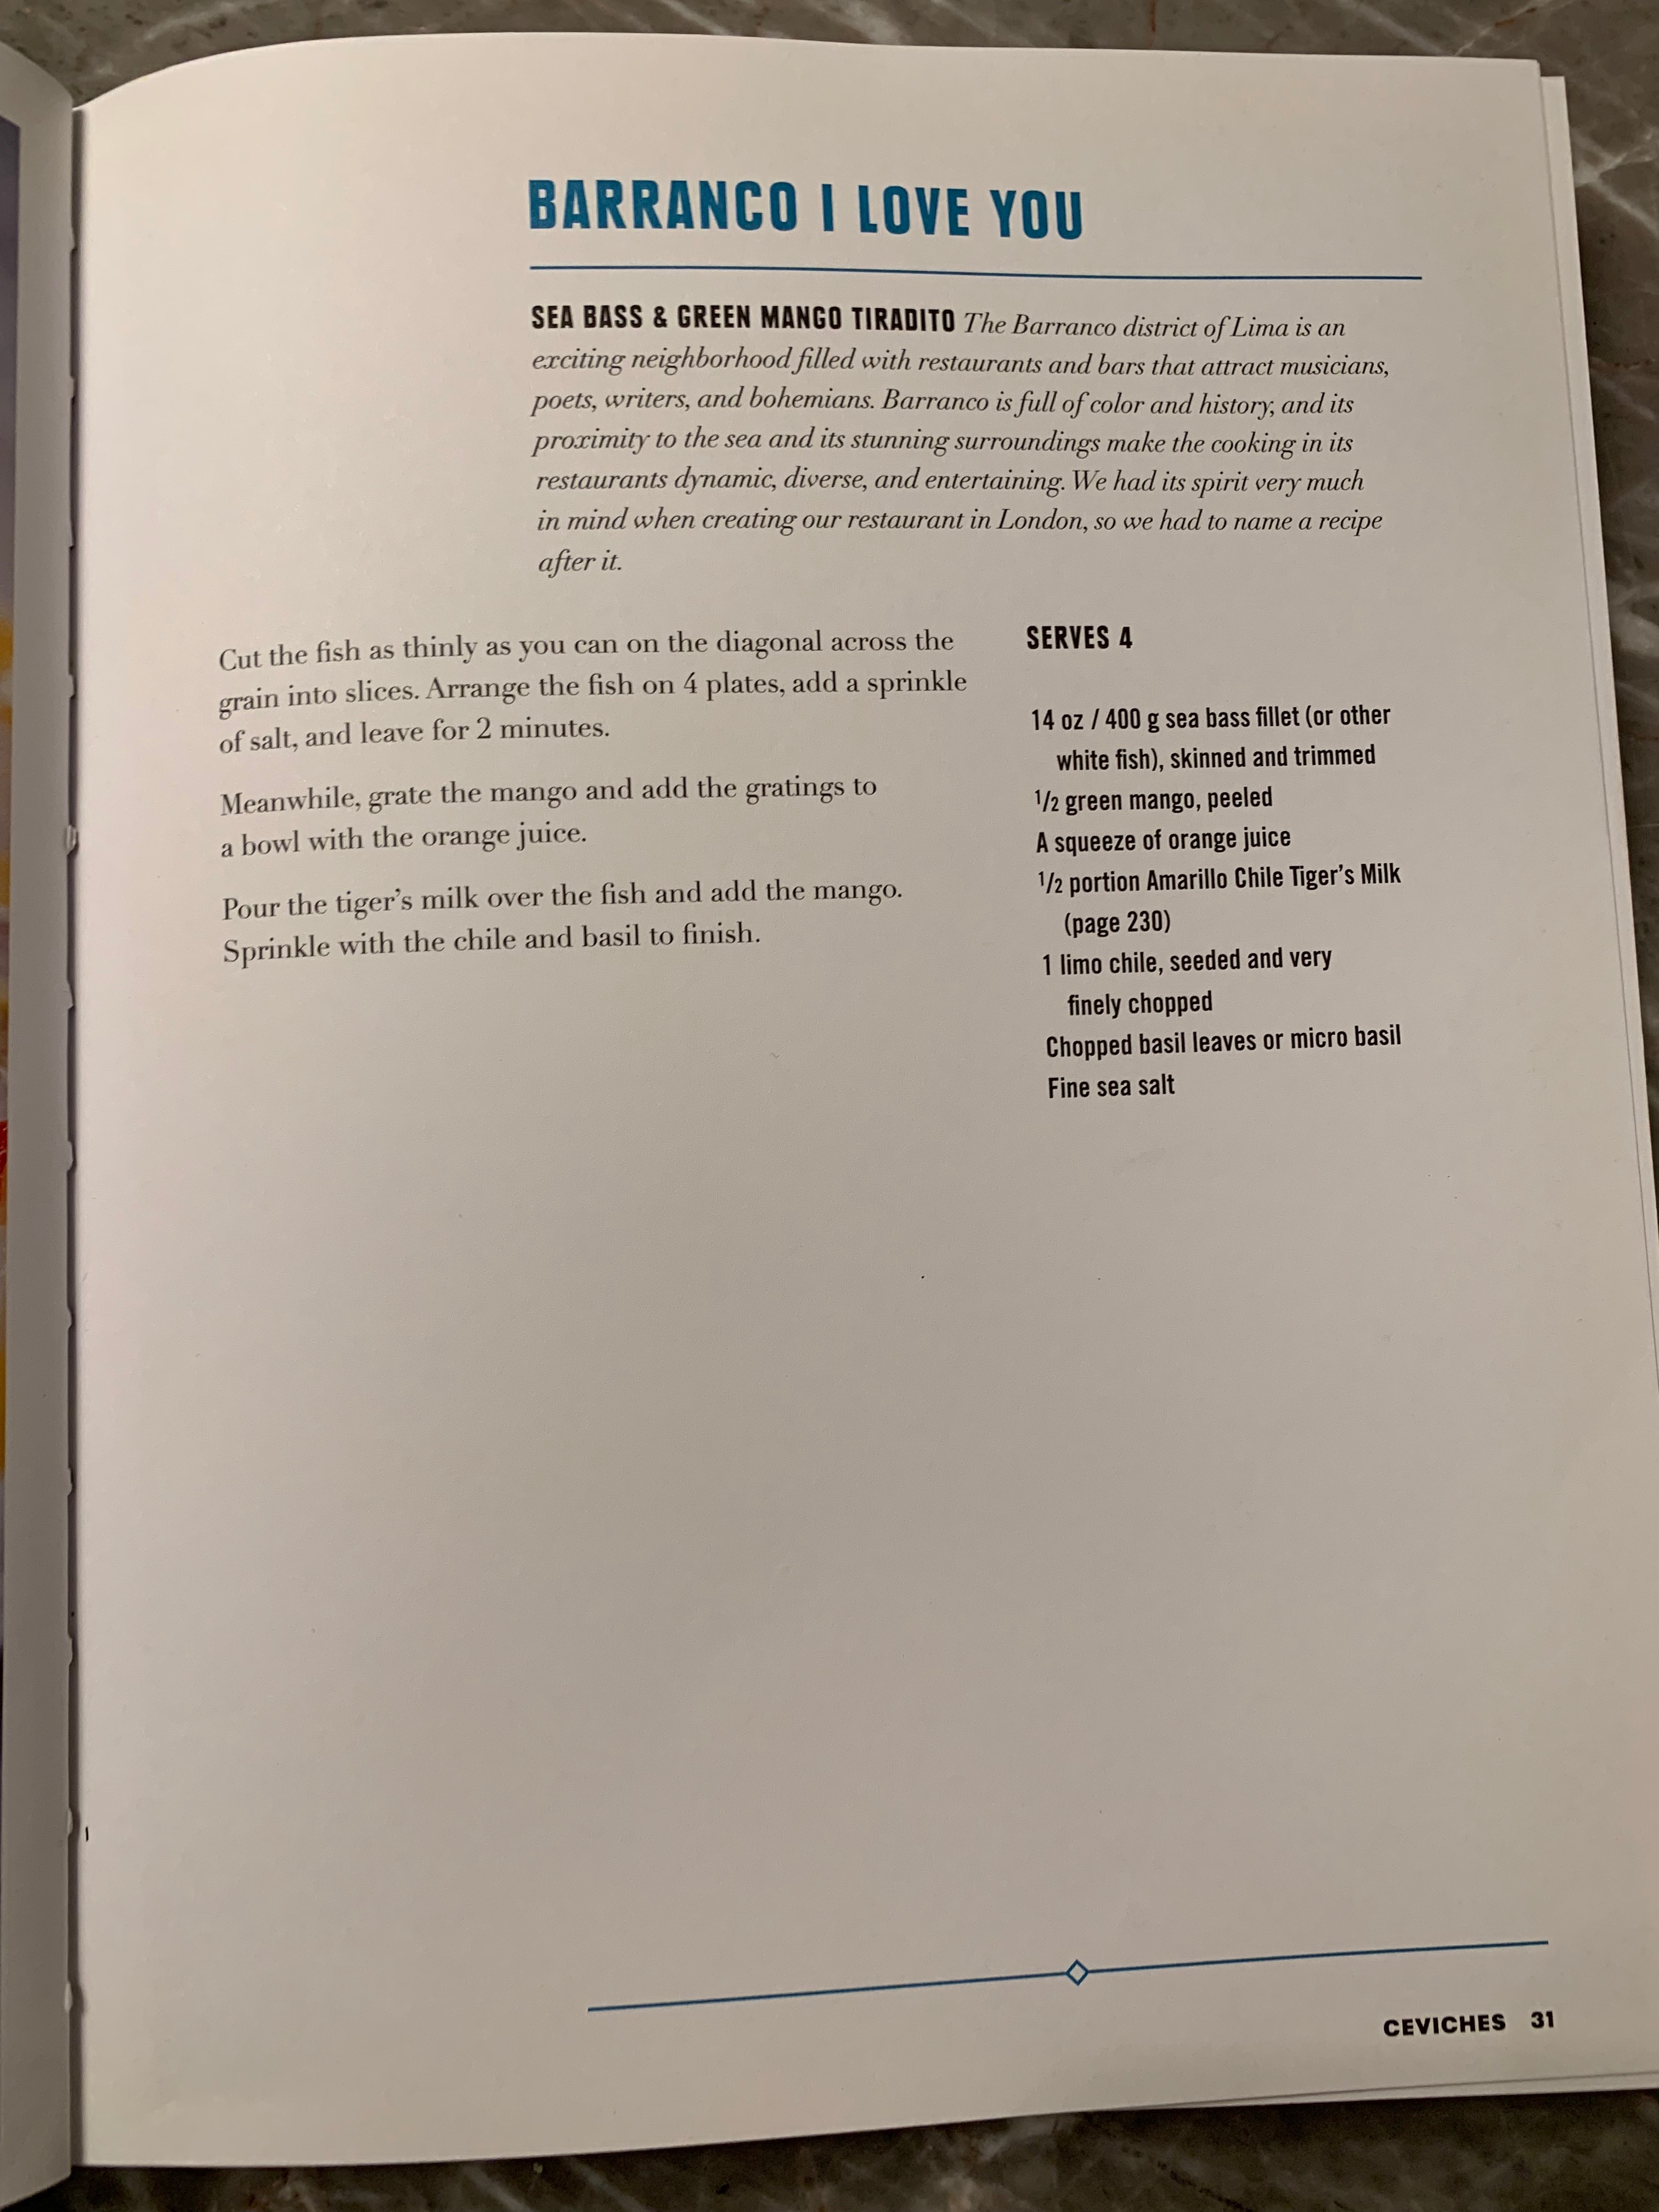 BARRANCO I LOVE YOU
SEA BASS & GREEN MANGO TIRADITO The Barranco district of Lima is an
exciting neighborhood filled with restaurants and bars that attract musicians,
poets, writers, and bohemians. Barranco is full of color and history, and its
proximity to the sea and its stunning surroundings make the cooking in its
restaurants dynamic, diverse, and entertaining. We had its spirit very much
in mind when creating our restaurant in London, so we had to name a recipe
after it.
Cut the fish as thinly as you can on the diagonal across the
grain into slices. Arrange the fish on 4 plates, add a sprinkle
of salt, and leave for 2 minutes.
Meanwhile, grate the mango and add the gratings to
a bowl with the orange juice.
Pour the tiger’s milk over the fish and add the mango.
Sprinkle with the chile and basil to finish.
SERVES 4
14 oz / 400 g sea bass fillet (or other
white fish), skinned and trimmed
1/2 green mango, peeled
A squeeze of orange juice
1/2 portion Amarillo Chile Tiger’s Milk
(page 230)
1 limo chile, seeded and very
finely chopped
Chopped basil leaves or micro basil
Fine sea salt
CEVICHES 31